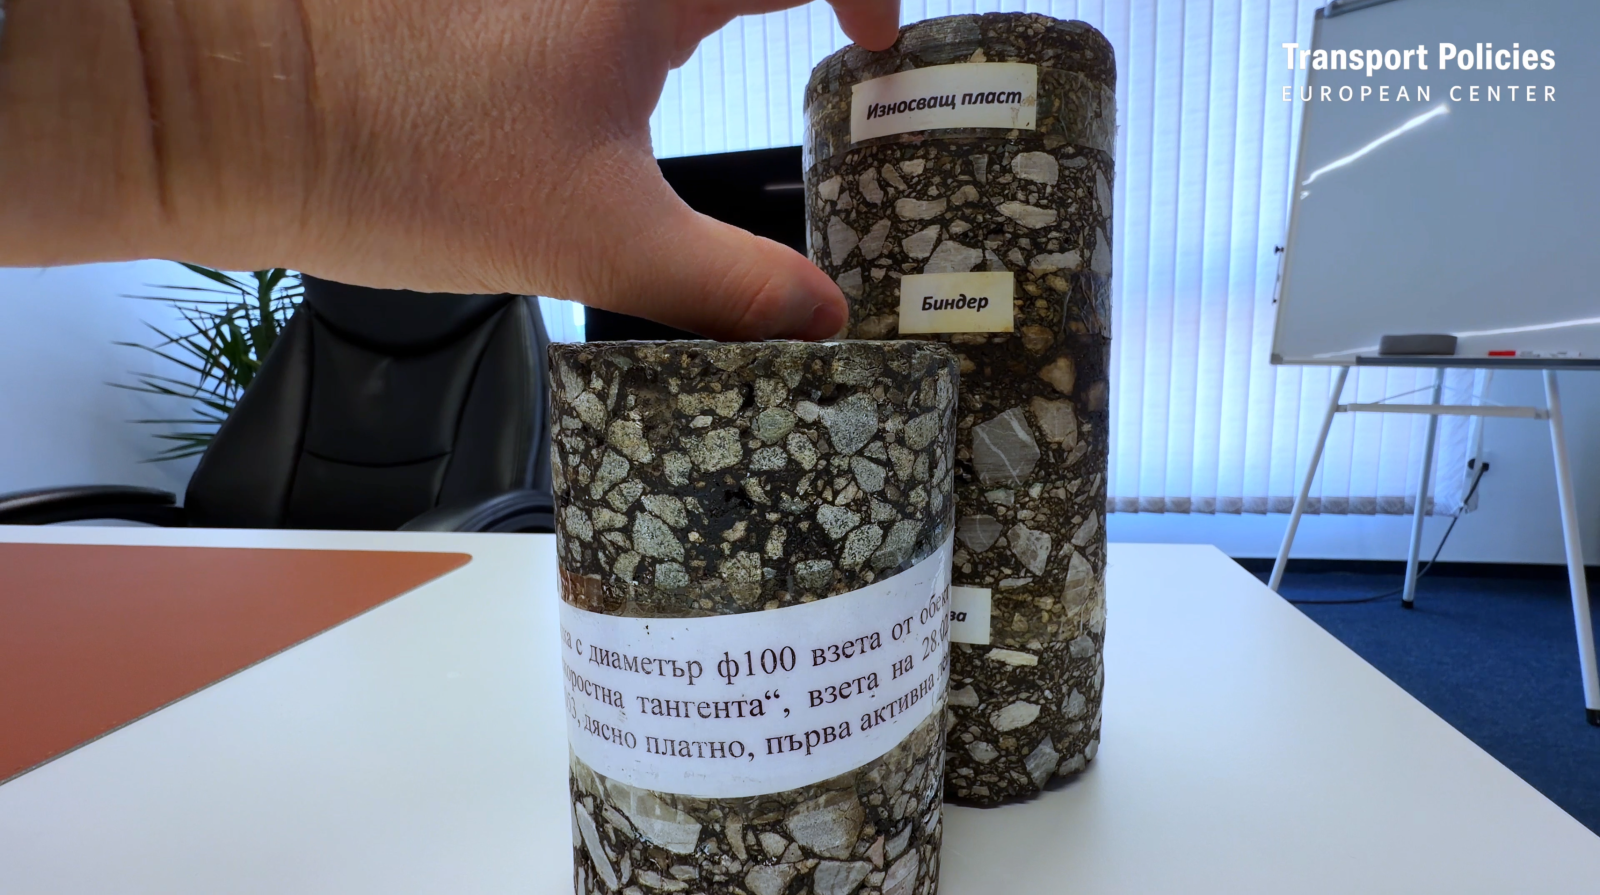 Transport Policies
EUROPEAN CENTER
Износващ пласт
Биндер
с диаметър ф100 взета от
тангента“, взета на
дясно платно, първа активна